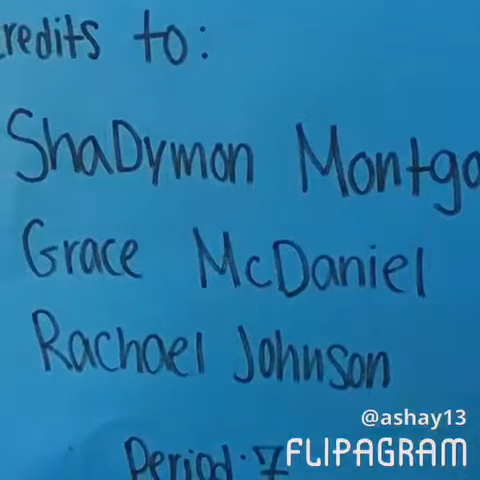 redits to:
ShaDymon Montgo
Grace McDaniel
Rachael Johnson
@ashay13
Period: 7
FLIPAGRAM